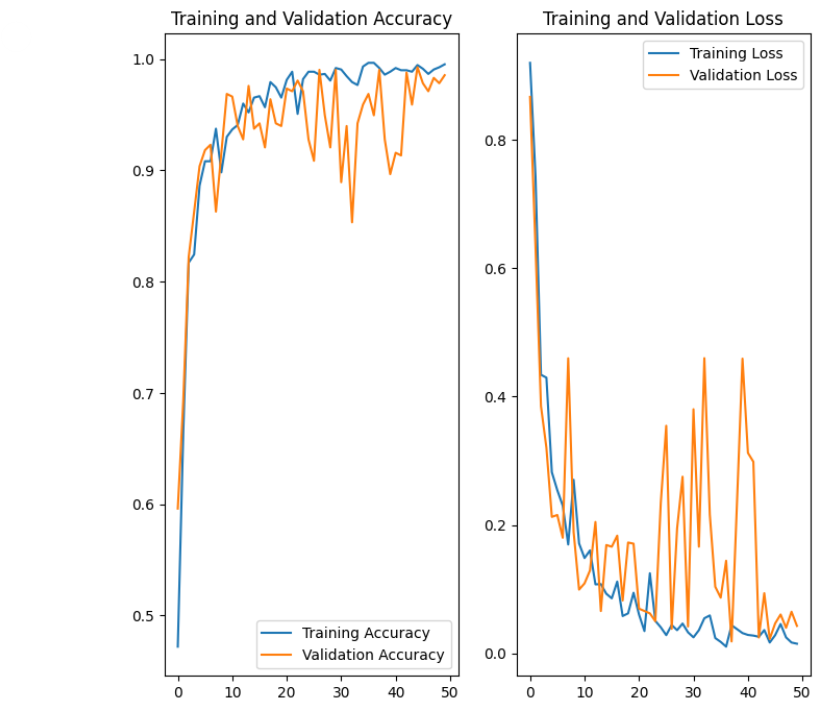 Training and Validation Accuracy
1.0
0.9
0.8
0.7
0.6
0.5
Training Accuracy
Validation Accuracy
0 10 20 30 40 50
Training and Validation Loss
Training Loss
Validation Loss
0.8
0.6
0.4
0.2
0.0
0 10 20 30 40 50